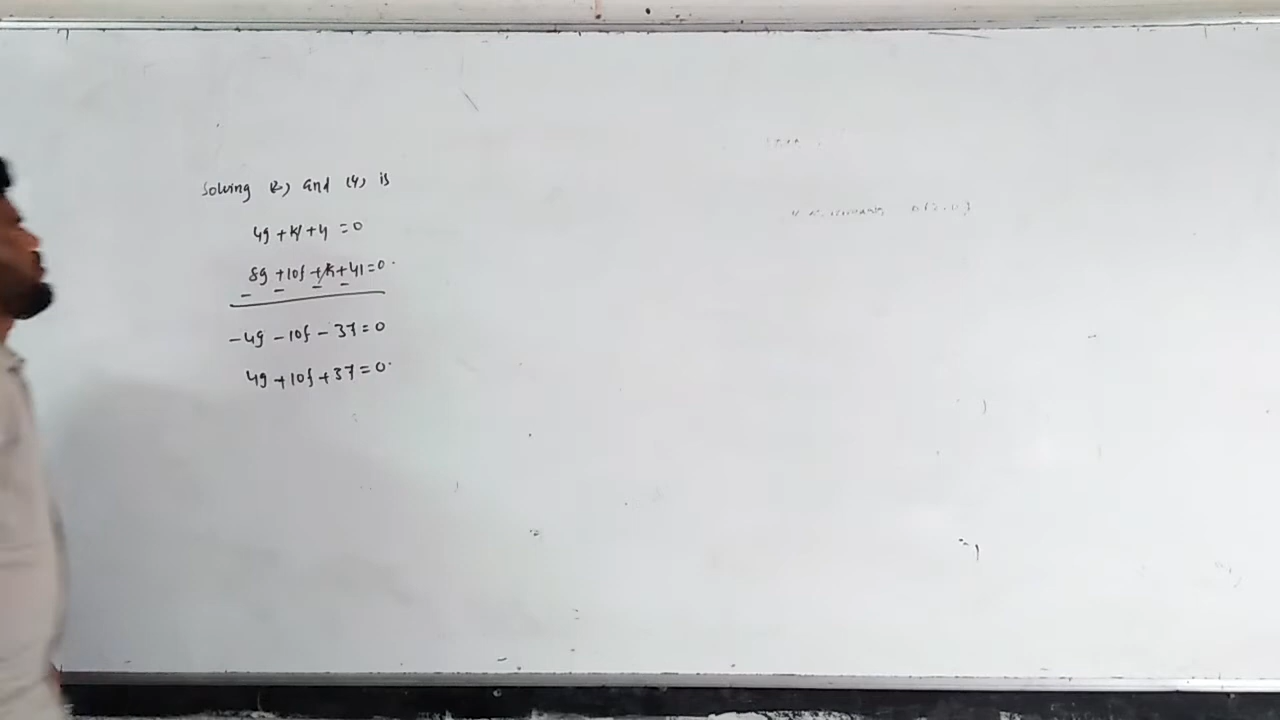 Solving (2) and (4) is
4g + k + 4 = 0
8g + 10f + k + 41 = 0.
- - - -
-4g - 10f - 37 = 0
4g + 10f + 37 = 0.